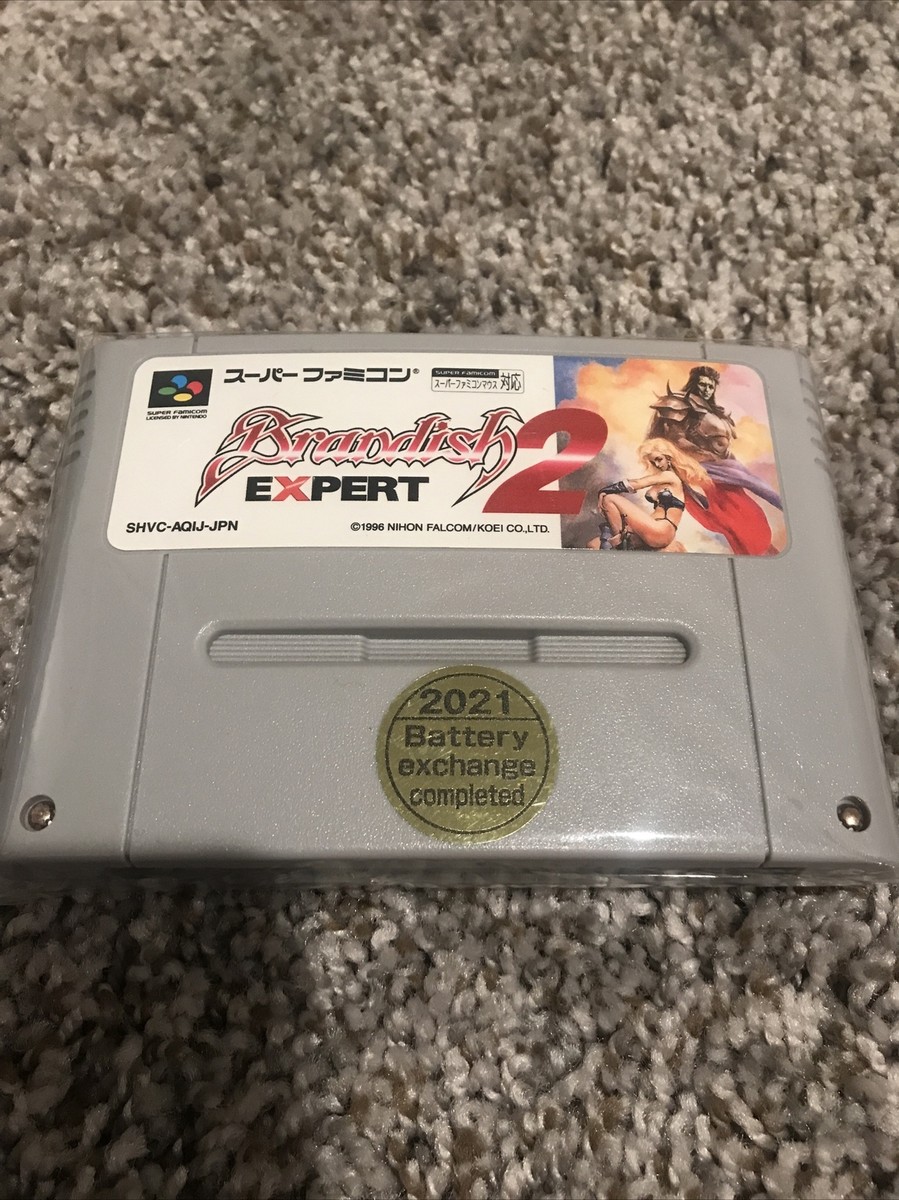 スーパーファミコン®
SUPER FAMICOM
スーパーファミコンマウス 対応
SUPER FAMICOM
LICENSED BY NINTENDO
Brandish 2
EXPERT
SHVC-AQIJ-JPN
©1996 NIHON FALCOM/KOEI CO.,LTD.
2021
Battery
exchange
completed